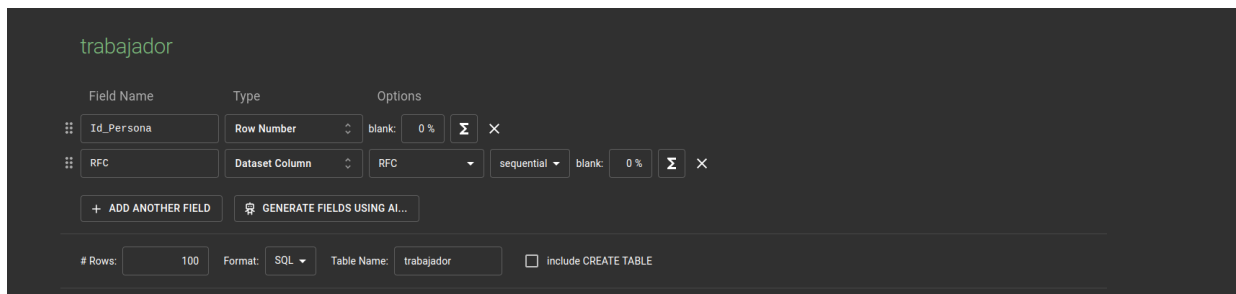 trabajador
Field Name Type Options
Id_Persona Row Number blank: 0 % Σ ×
RFC Dataset Column RFC sequential blank: 0 % Σ ×
+ ADD ANOTHER FIELD GENERATE FIELDS USING AI...
# Rows: 100 Format: SQL Table Name: trabajador include CREATE TABLE